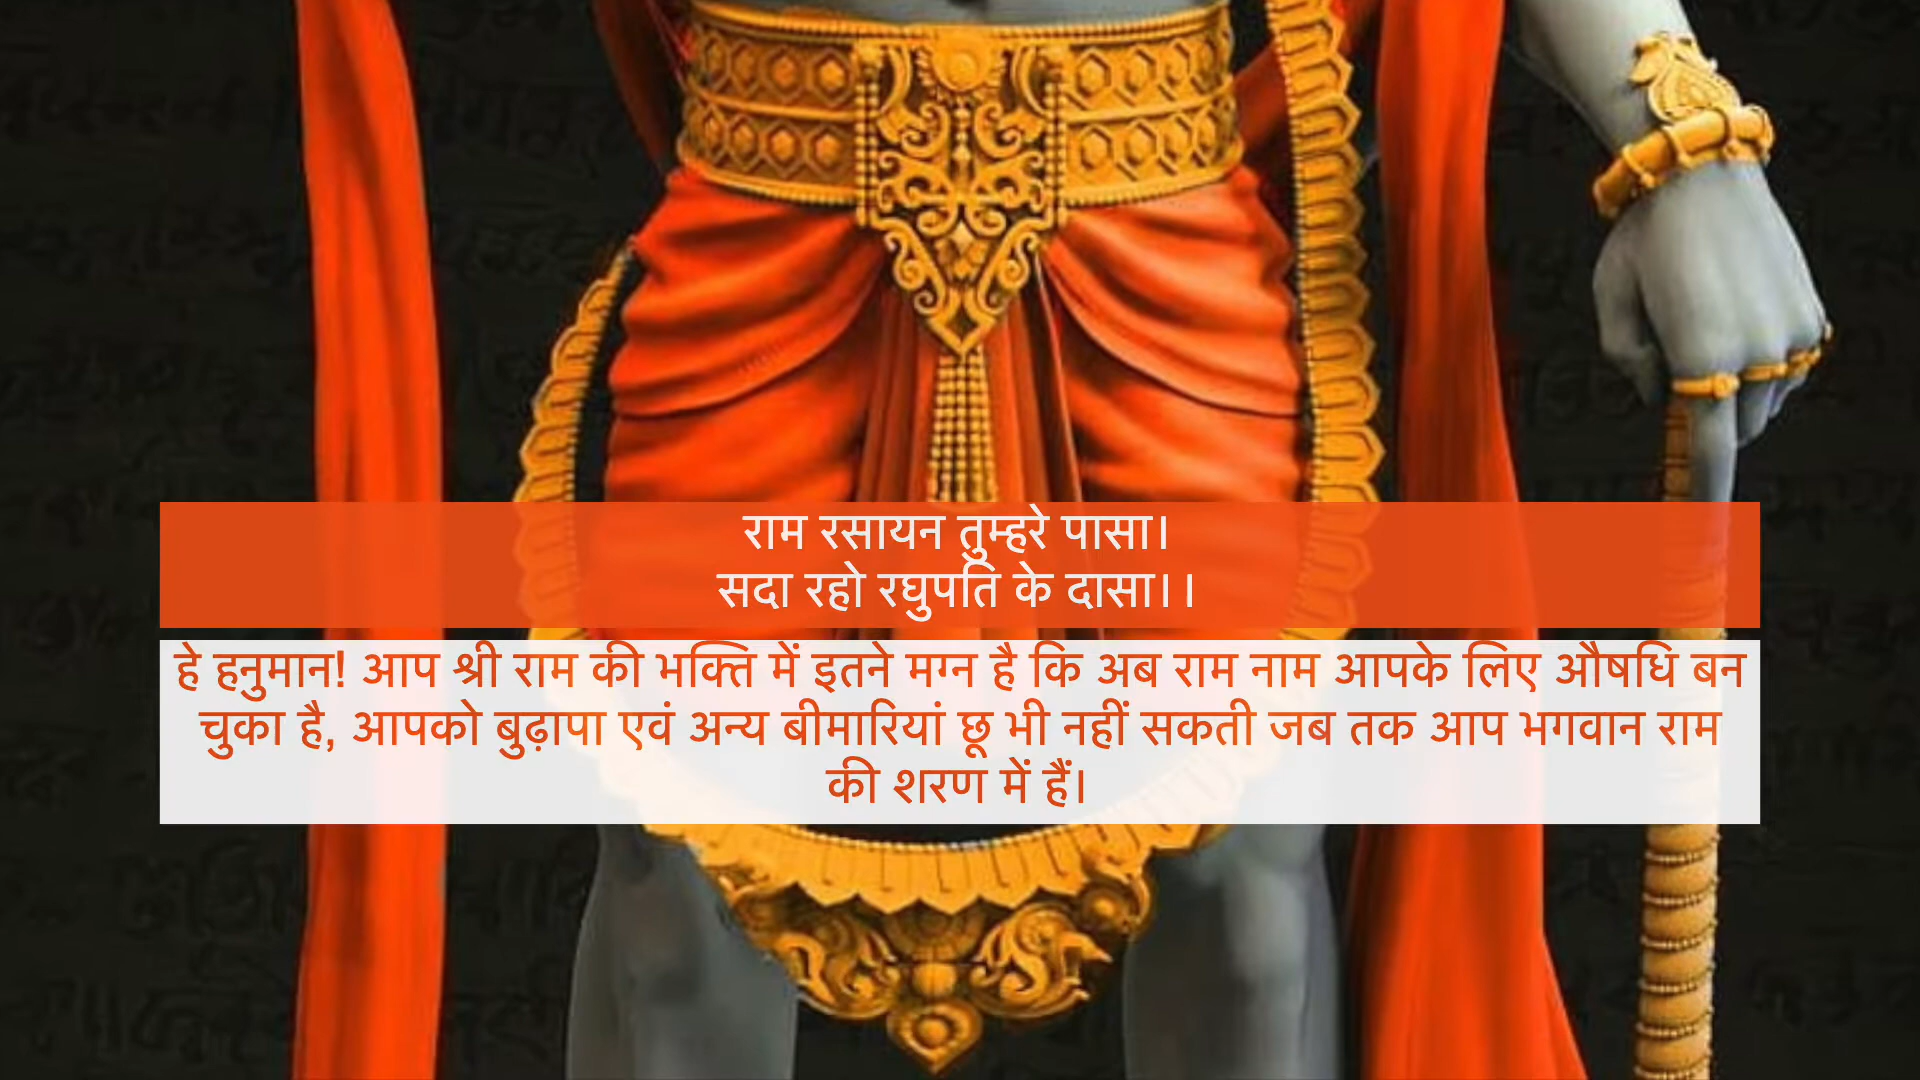 राम रसायन तुम्हरे पासा।
सदा रहो रघुपति के दासा।।
हे हनुमान! आप श्री राम की भक्ति में इतने मग्न है कि अब राम नाम आपके लिए औषधि बन
चुका है, आपको बुढ़ापा एवं अन्य बीमारियां छू भी नहीं सकती जब तक आप भगवान राम
की शरण में हैं।